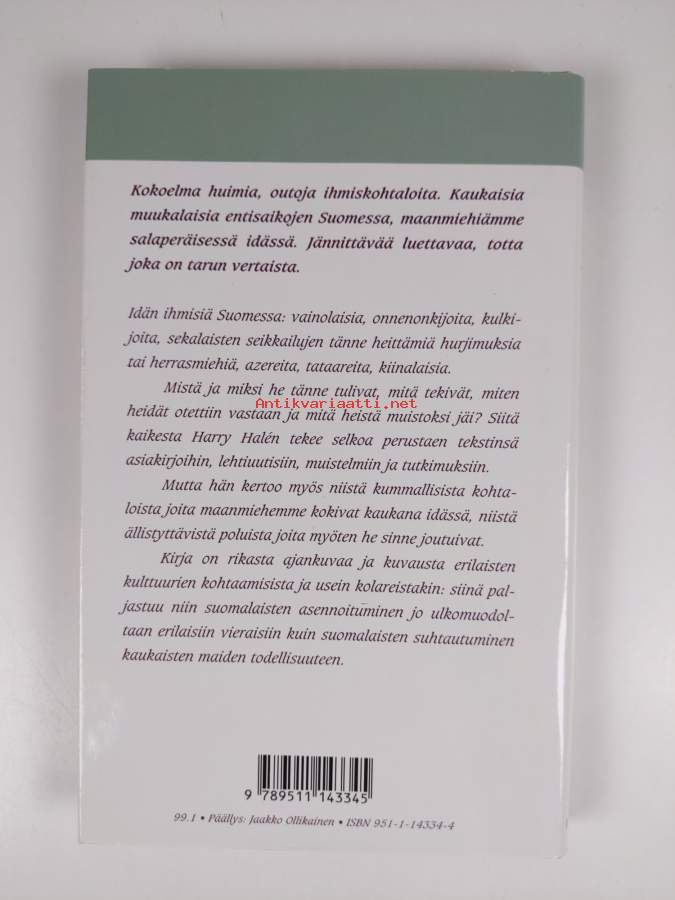 Kokoelma huimia, outoja ihmiskohtaloita. Kaukaisia
muukalaisia entisaikojen Suomessa, maanmiehiämme
salaperäisessä idässä. Jännittävää luettavaa, totta
joka on tarun vertaista.
Idän ihmisiä Suomessa: vainolaisia, onnenonkijoita, kulki-
joita, sekalaisten seikkailujen tänne heittämiä hurjimuksia
tai herrasmiehiä, azereita, tataareita, kiinalaisia.
Mistä ja miksi he tänne tulivat, mitä tekivät, miten
Antikvariaatti.net
heidät otettiin vastaan ja mitä heistä muistoksi jäi? Siitä
kaikesta Harry Halén tekee selkoa perustaen tekstinsä
asiakirjoihin, lehtiuutisiin, muistelmiin ja tutkimuksiin.
Mutta hän kertoo myös niistä kummallisista kohta-
loista joita maanmiehemme kokivat kaukana idässä, niistä
ällistyttävistä poluista joita myöten he sinne joutuivat.
Kirja on rikasta ajankuvaa ja kuvausta erilaisten
kulttuurien kohtaamisista ja usein kolareistakin: siinä pal-
jastuu niin suomalaisten asennoituminen jo ulkomuodol-
taan erilaisiin vieraisiin kuin suomalaisten suhtautuminen
kaukaisten maiden todellisuuteen.
9 789511 143345
99.1 • Päällys: Jaakko Ollikainen • ISBN 951-1-14334-4